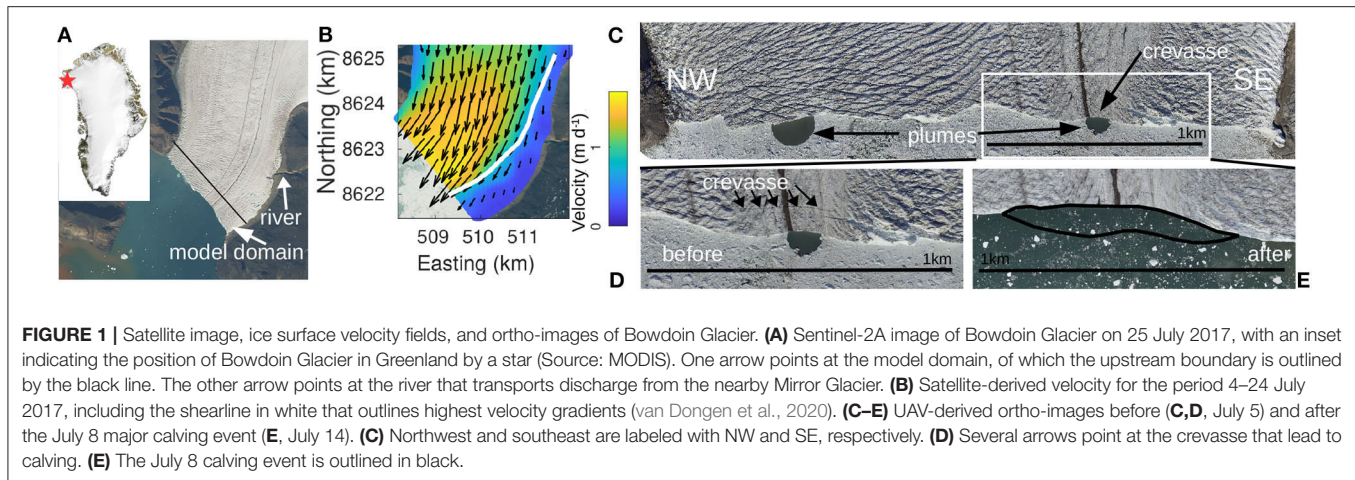 A
river
model domain
B
8625
8624
8623
8622
Northing (km)
509 510 511
Easting (km)
Velocity (m d⁻¹)
1
0
C
NW
SE
crevasse
plumes
1km
crevasse
before
1km
D
1km
after
E
FIGURE 1 | Satellite image, ice surface velocity fields, and ortho-images of Bowdoin Glacier. (A) Sentinel-2A image of Bowdoin Glacier on 25 July 2017, with an inset
indicating the position of Bowdoin Glacier in Greenland by a star (Source: MODIS). One arrow points at the model domain, of which the upstream boundary is outlined
by the black line. The other arrow points at the river that transports discharge from the nearby Mirror Glacier. (B) Satellite-derived velocity for the period 4–24 July
2017, including the shearline in white that outlines highest velocity gradients (van Dongen et al., 2020). (C–E) UAV-derived ortho-images before (C,D, July 5) and after
the July 8 major calving event (E, July 14). (C) Northwest and southeast are labeled with NW and SE, respectively. (D) Several arrows point at the crevasse that lead to
calving. (E) The July 8 calving event is outlined in black.